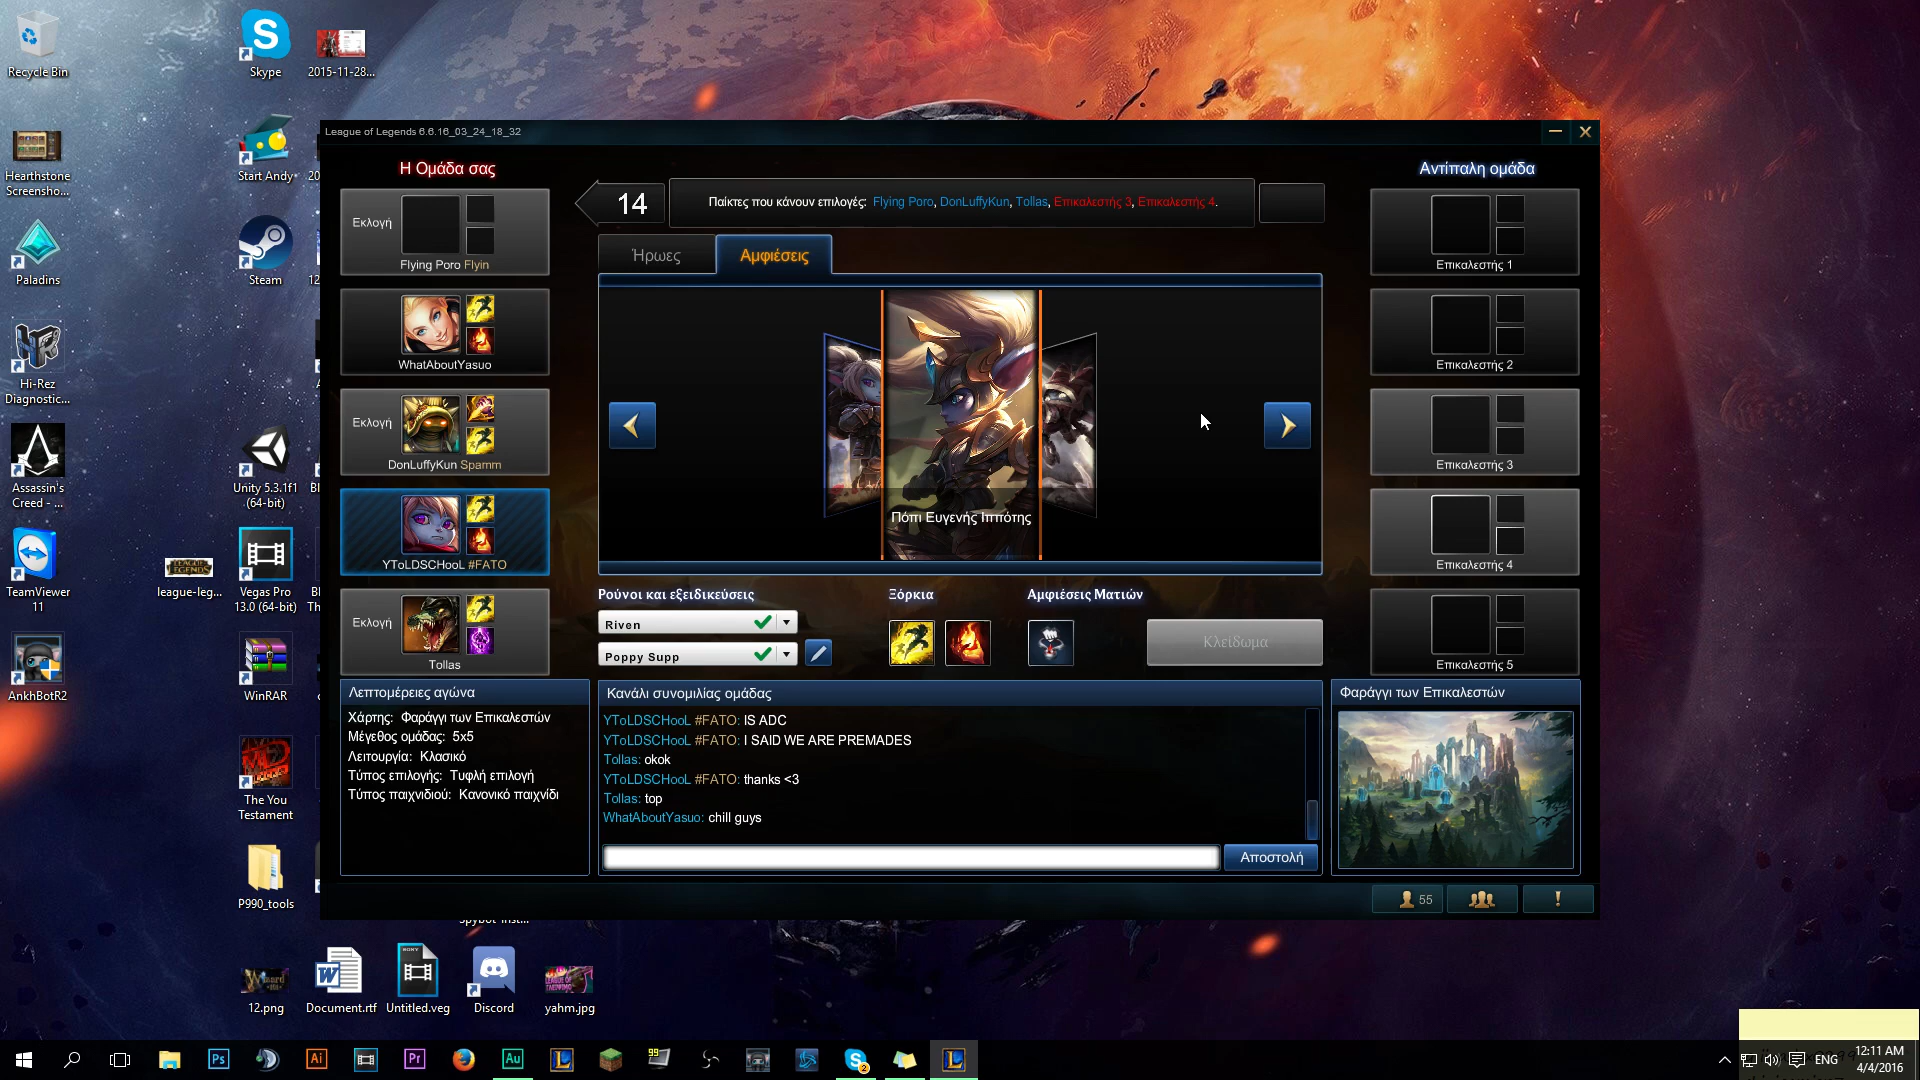 Recycle Bin
Skype
2015-11-28...
Hearthstone Screensho...
Start Andy
Paladins
Steam
Hi-Rez Diagnostic...
Assassin's Creed - ...
Unity 5.3.1f1 (64-bit)
TeamViewer 11
league-leg...
Vegas Pro 13.0 (64-bit)
AnkhBotR2
WinRAR
The You Testament
P990_tools
12.png
Document.rtf
Untitled.veg
Discord
yahm.jpg
League of Legends 6.6.16_03_24_18_32
Η Ομάδα σας
Αντίπαλη ομάδα
14
Παίκτες που κάνουν επιλογές: Flying Poro, DonLuffyKun, Tollas, Επικαλεστής 3, Επικαλεστής 4.
Ήρωες
Αμφιέσεις
Εκλογή
Flying Poro Flyin
WhatAboutYasuo
Εκλογή
DonLuffyKun Spamm
YToLDSCHooL #FATO
Εκλογή
Tollas
Επικαλεστής 1
Επικαλεστής 2
Επικαλεστής 3
Επικαλεστής 4
Επικαλεστής 5
Πόπι Ευγενής Ιππότης
Ρούνοι και εξειδικεύσεις
Ξόρκια
Αμφιέσεις Ματιών
Riven
Poppy Supp
Κλείδωμα
Λεπτομέρειες αγώνα
Χάρτης: Φαράγγι των Επικαλεστών
Μέγεθος ομάδας: 5x5
Λειτουργία: Κλασικό
Τύπος επιλογής: Τυφλή επιλογή
Τύπος παιχνιδιού: Κανονικό παιχνίδι
Κανάλι συνομιλίας ομάδας
YToLDSCHooL #FATO: IS ADC
YToLDSCHooL #FATO: I SAID WE ARE PREMADES
Tollas: okok
YToLDSCHooL #FATO: thanks <3
Tollas: top
WhatAboutYasuo: chill guys
Αποστολή
Φαράγγι των Επικαλεστών
55
ENG
12:11 AM
4/4/2016